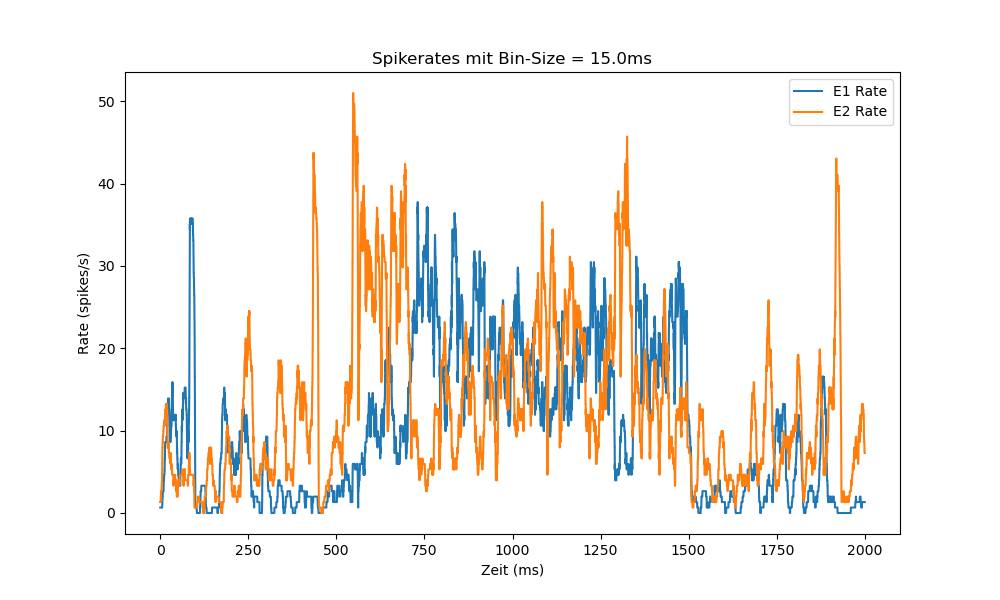 Spikerates mit Bin-Size = 15.0ms
E1 Rate
E2 Rate
Rate (spikes/s)
50
40
30
20
10
0
0 250 500 750 1000 1250 1500 1750 2000
Zeit (ms)